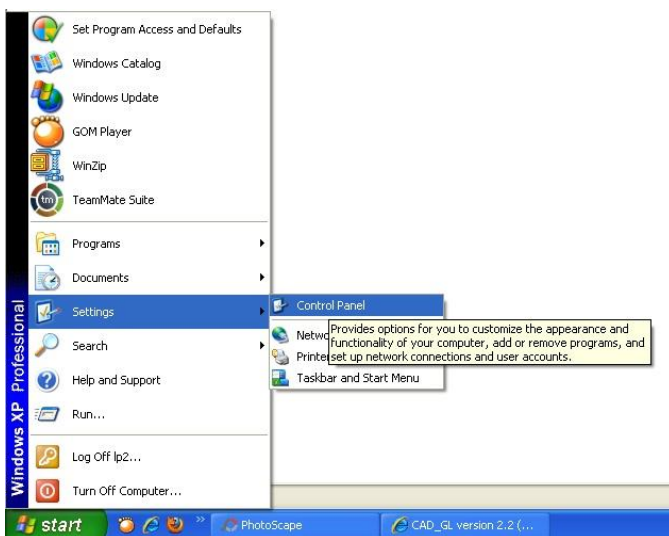 Set Program Access and Defaults
Windows Catalog
Windows Update
GOM Player
WinZip
tm TeamMate Suite
Programs
Documents
Settings
Search
Help and Support
Run...
Log Off lp2...
Turn Off Computer...
Windows XP Professional
Control Panel
Netwo
Printe
Taskbar and Start Menu
Provides options for you to customize the appearance and
functionality of your computer, add or remove programs, and
set up network connections and user accounts.
start
»
PhotoScape
CAD_GL version 2.2 (...